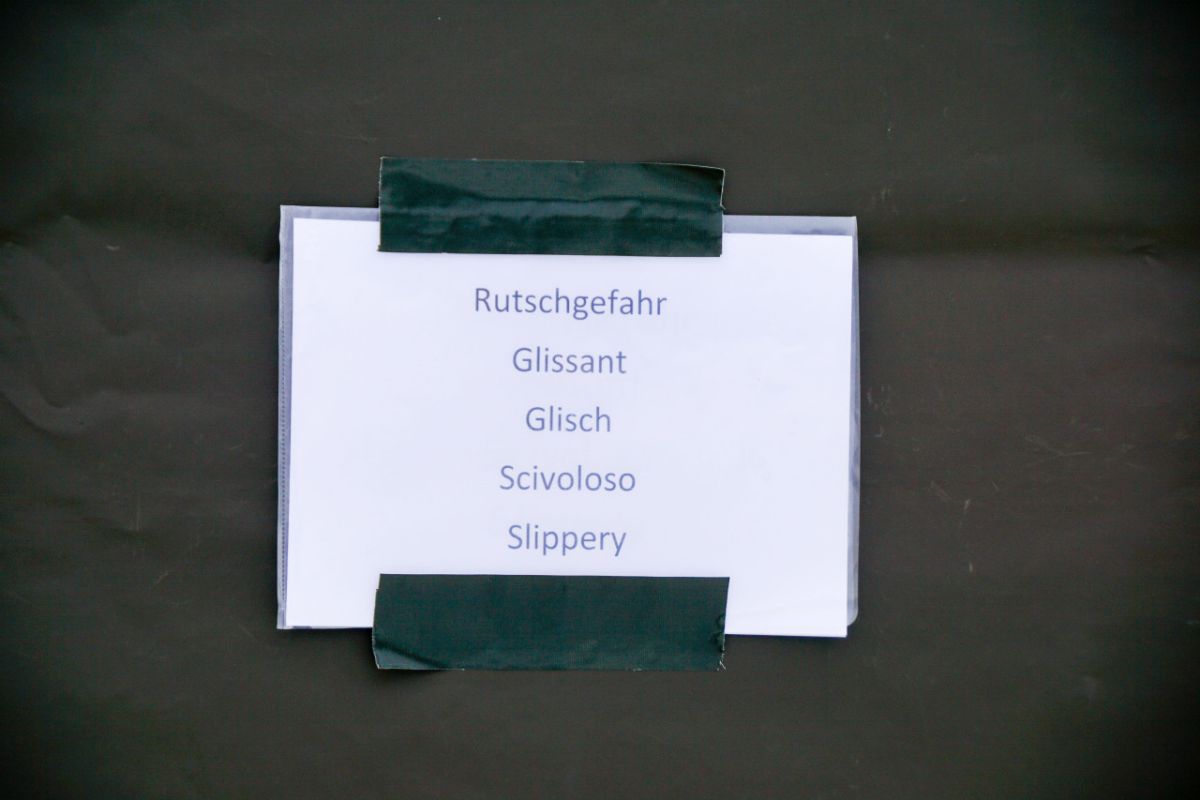 Rutschgefahr
Glissant
Glisch
Scivoloso
Slippery